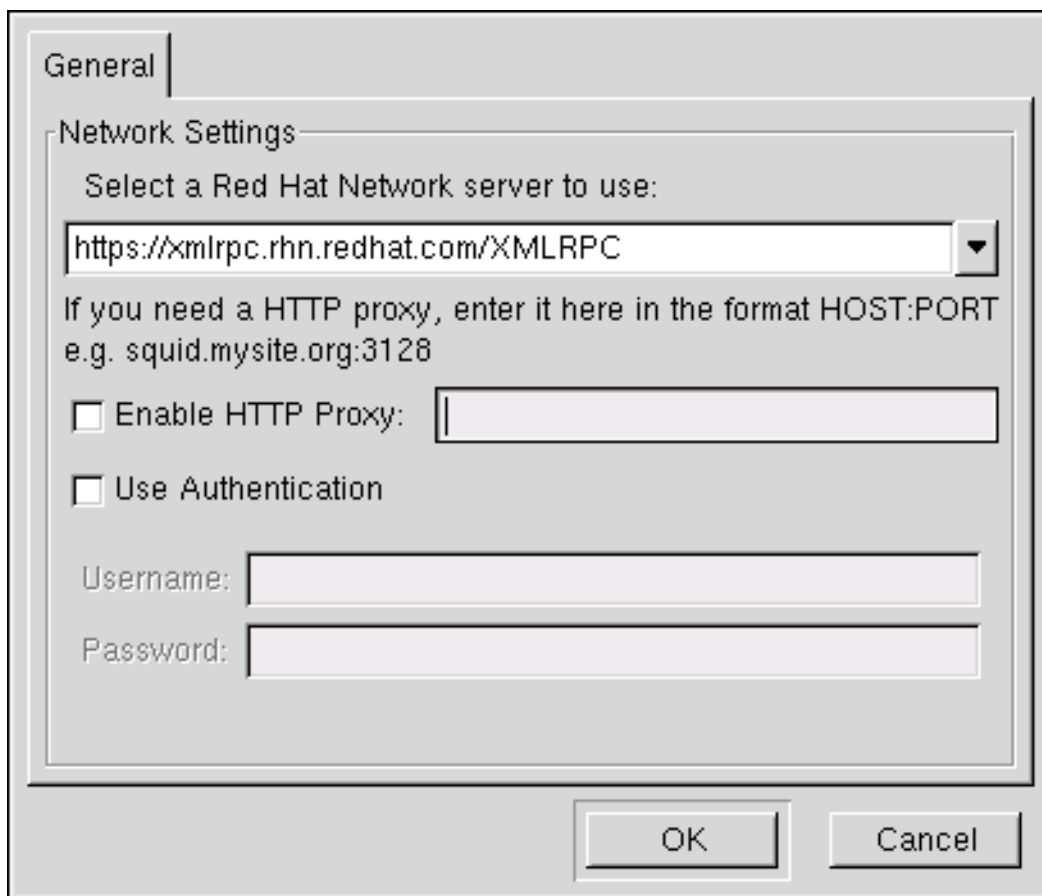 General
Network Settings
Select a Red Hat Network server to use:
https://xmlrpc.rhn.redhat.com/XMLRPC
If you need a HTTP proxy, enter it here in the format HOST:PORT
e.g. squid.mysite.org:3128
Enable HTTP Proxy:
Use Authentication
Username:
Password:
OK Cancel